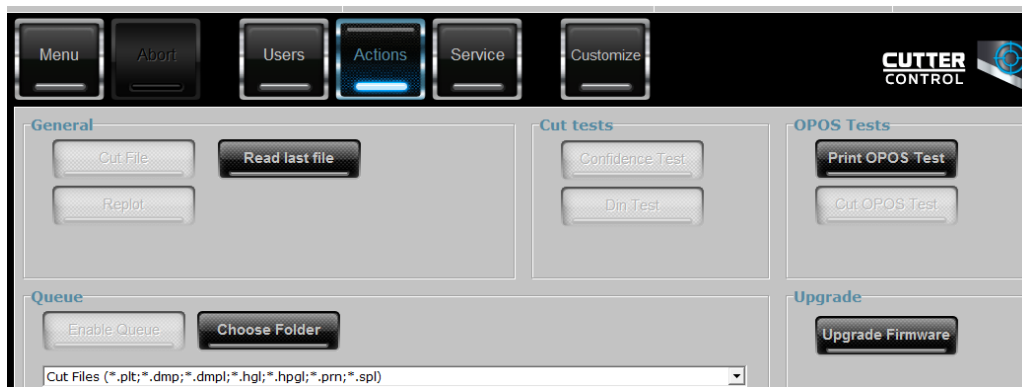 Menu
Abort
Users
Actions
Service
Customize
CUTTER
CONTROL
General
Cut File
Read last file
Replot
Cut tests
Confidence Test
Din Test
OPOS Tests
Print OPOS Test
Cut OPOS Test
Queue
Enable Queue
Choose Folder
Cut Files (*.plt;*.dmp;*.dmpl;*.hgl;*.hpgl;*.prn;*.spl)
Upgrade
Upgrade Firmware